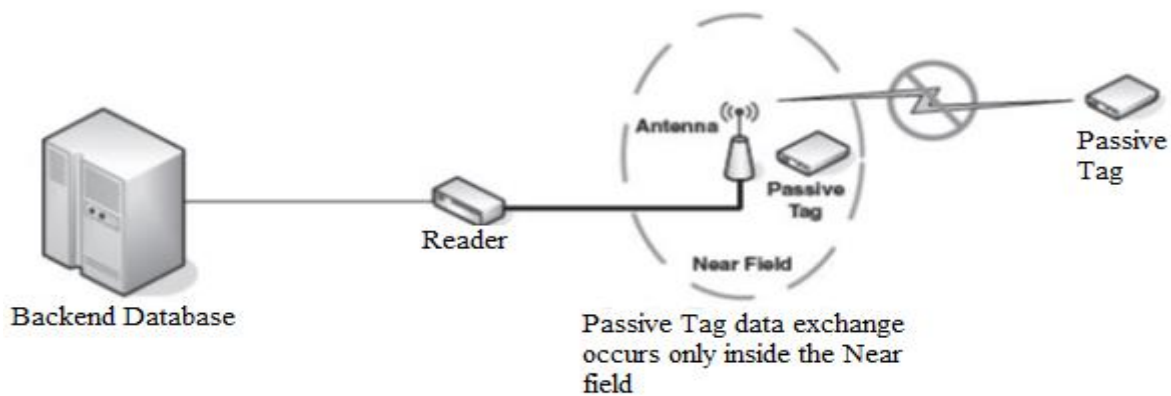 Antenna
Passive
Tag
Passive
Tag
Reader
Near Field
Backend Database
Passive Tag data exchange
occurs only inside the Near
field